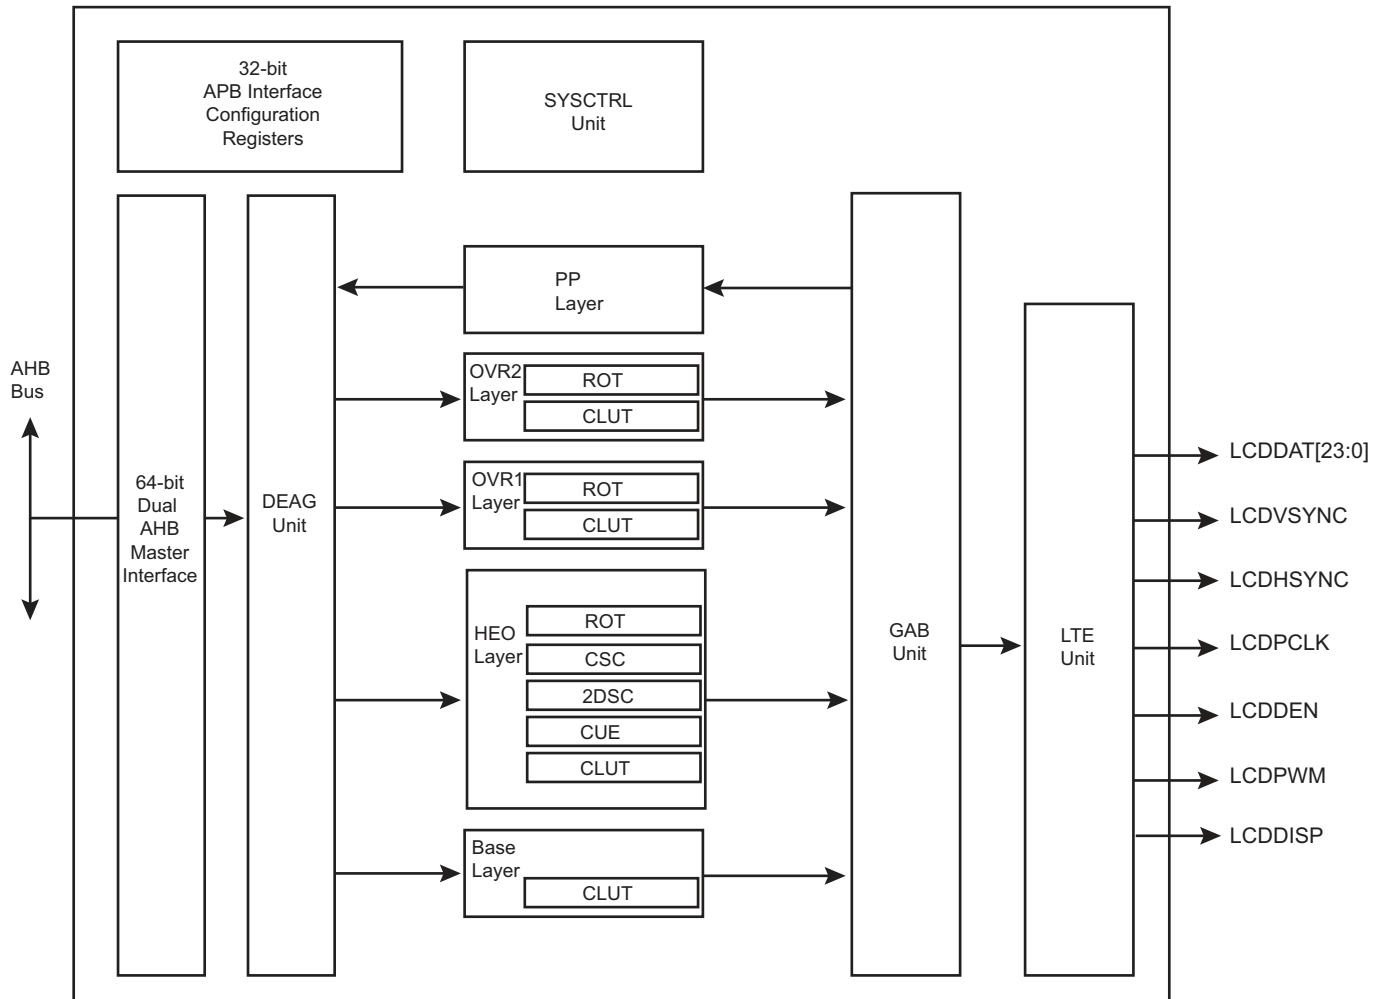 32-bit
APB Interface
Configuration
Registers
SYSCTRL
Unit
PP
Layer
AHB
Bus
OVR2
Layer
ROT
CLUT
OVR1
Layer
ROT
CLUT
64-bit
Dual
AHB
Master
Interface
DEAG
Unit
HEO
Layer
ROT
CSC
2DSC
CUE
CLUT
GAB
Unit
LTE
Unit
Base
Layer
CLUT
LCDDAT[23:0]
LCDVSYNC
LCDHSYNC
LCDPCLK
LCDDEN
LCDPWM
LCDDISP